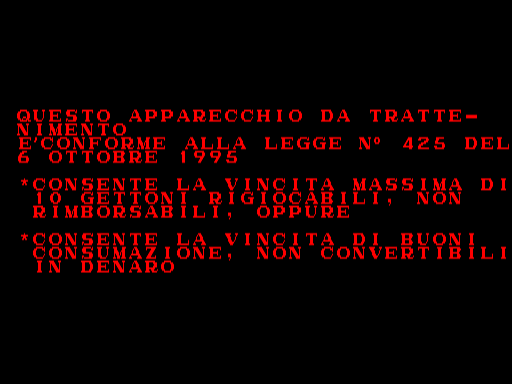 QUESTO APPARECCHIO DA TRATTE-
NIMENTO
E'CONFORME ALLA LEGGE Nº 425 DEL
6 OTTOBRE 1995
*CONSENTE LA VINCITA MASSIMA DI
10 GETTONI RIGIOCABILI, NON
RIMBORSABILI, OPPURE
*CONSENTE LA VINCITA DI BUONI
CONSUMAZIONE, NON CONVERTIBILI
IN DENARO